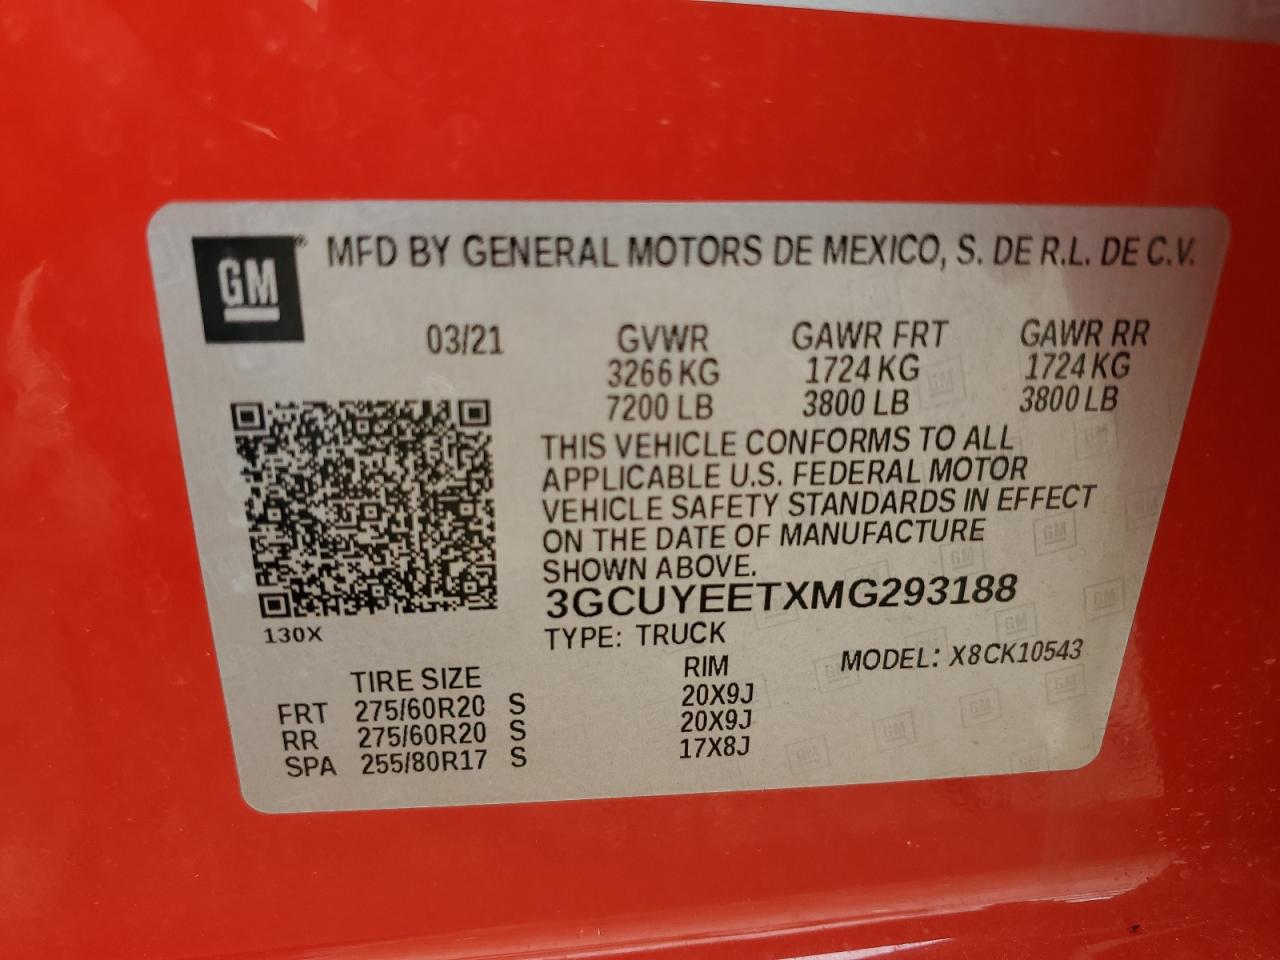 GM® MFD BY GENERAL MOTORS DE MEXICO, S. DE R.L. DE C.V.
03/21 GVWR GAWR FRT GAWR RR
3266 KG 1724 KG 1724 KG
7200 LB 3800 LB 3800 LB
THIS VEHICLE CONFORMS TO ALL
APPLICABLE U.S. FEDERAL MOTOR
VEHICLE SAFETY STANDARDS IN EFFECT
ON THE DATE OF MANUFACTURE
SHOWN ABOVE.
3GCUYEETXMG293188
130X TYPE: TRUCK MODEL: X8CK10543
TIRE SIZE RIM
FRT 275/60R20 S 20X9J
RR 275/60R20 S 20X9J
SPA 255/80R17 S 17X8J